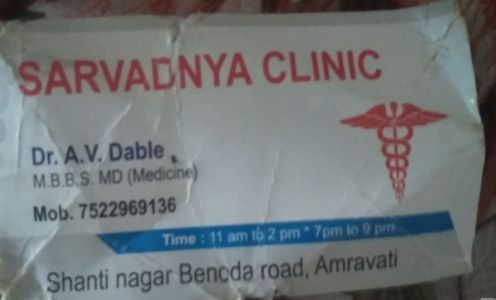 SARVADNYA CLINIC
Dr. A.V. Dable
M.B.B.S. MD (Medicine)
Mob. 7522969136
Time : 11 am to 2 pm * 7pm to 9 pm
Shanti nagar Bencda road, Amravati